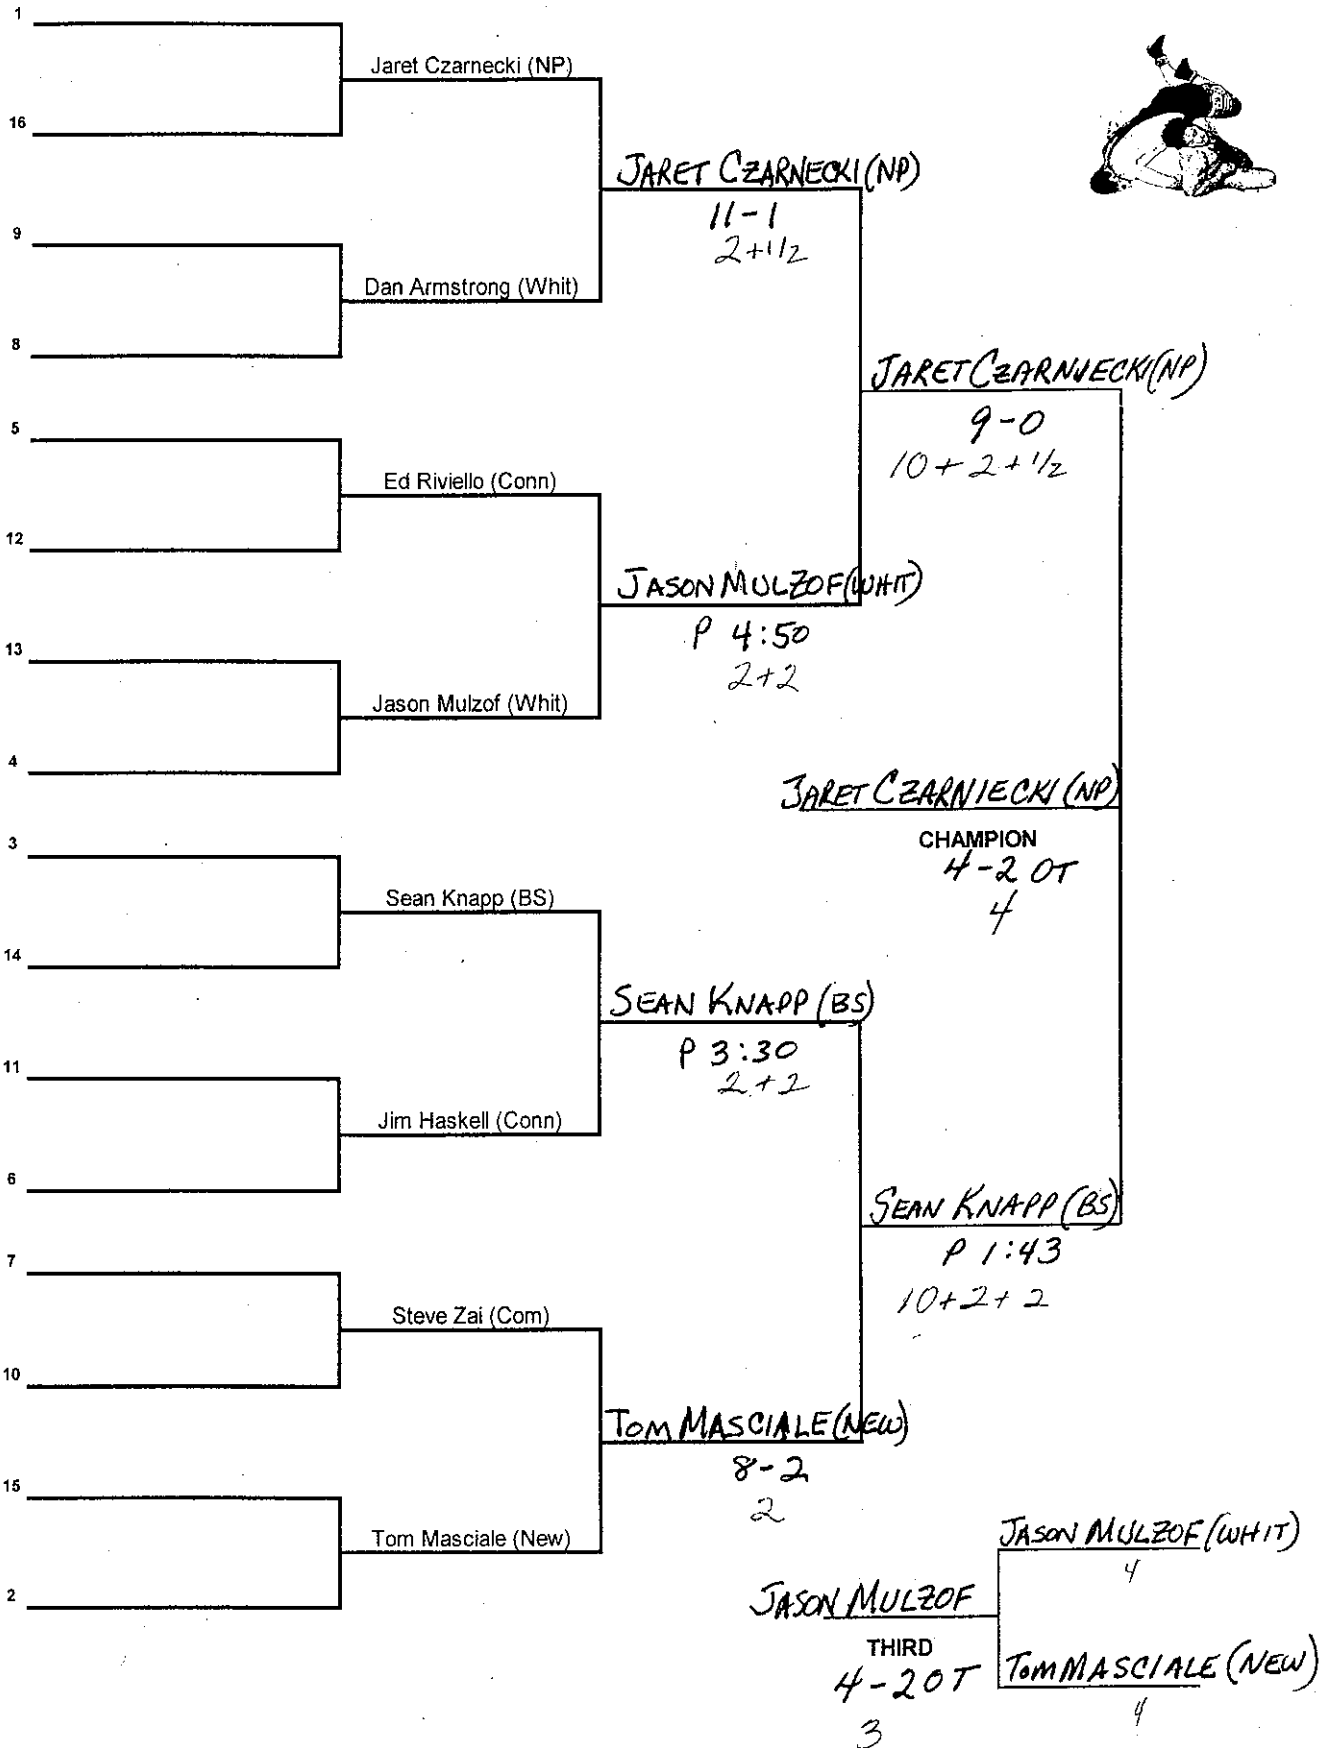 1
Jaret Czarnecki (NP)
16
JARET CZARNECKI (NP)
11-1
2+1/2
9
Dan Armstrong (Whit)
8
JARET CZARNIECKI (NP)
9-0
10+2+1/2
5
Ed Riviello (Conn)
12
JASON MULZOF (WHIT)
P 4:50
2+2
13
Jason Mulzof (Whit)
4
JARET CZARNIECKI (NP)
CHAMPION
4-2 OT
4
3
Sean Knapp (BS)
14
SEAN KNAPP (BS)
P 3:30
2+2
11
Jim Haskell (Conn)
6
SEAN KNAPP (BS)
P 1:43
10+2+2
7
Steve Zai (Com)
10
TOM MASCIALE (NEW)
8-2
2
15
Tom Masciale (New)
2
JASON MULZOF (WHIT)
4
JASON MULZOF
THIRD
4-2 OT
3
TOM MASCIALE (NEW)
4